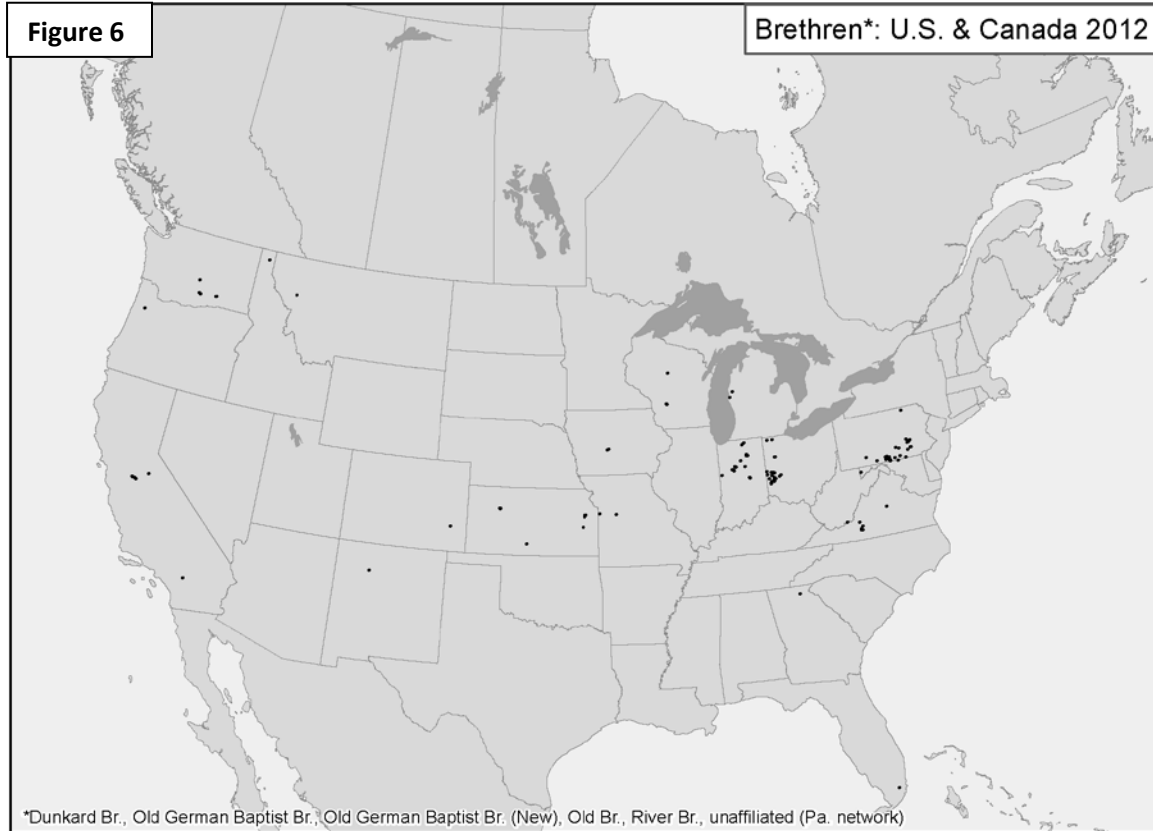 Figure 6
Brethren*: U.S. & Canada 2012
*Dunkard Br., Old German Baptist Br., Old German Baptist Br. (New), Old Br., River Br., unaffiliated (Pa. network)